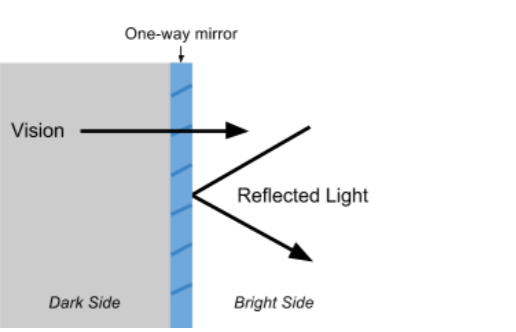 One-way mirror
Vision
Reflected Light
Dark Side
Bright Side